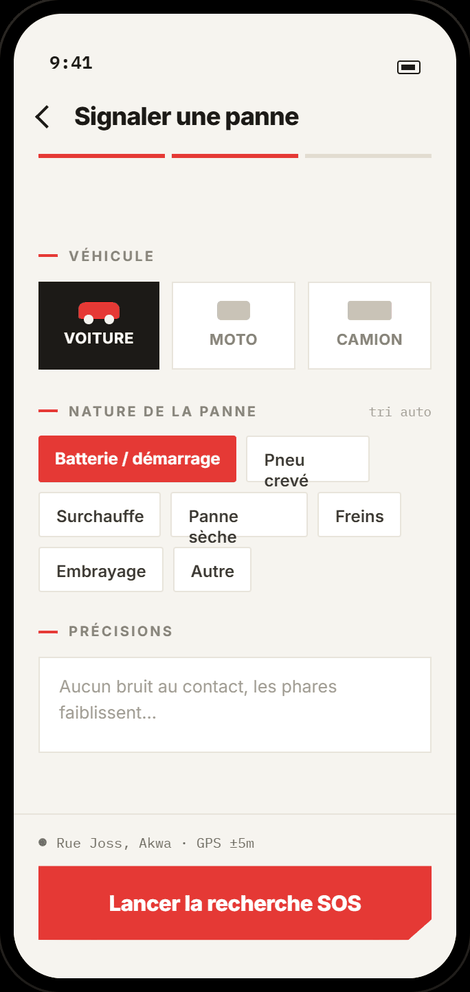 9:41
Signaler une panne
VÉHICULE
VOITURE
MOTO
CAMION
NATURE DE LA PANNE
tri auto
Batterie / démarrage
Pneu
crevé
Surchauffe
Panne
sèche
Freins
Embrayage
Autre
PRÉCISIONS
Aucun bruit au contact, les phares
faiblissent...
Rue Joss, Akwa · GPS ±5m
Lancer la recherche SOS